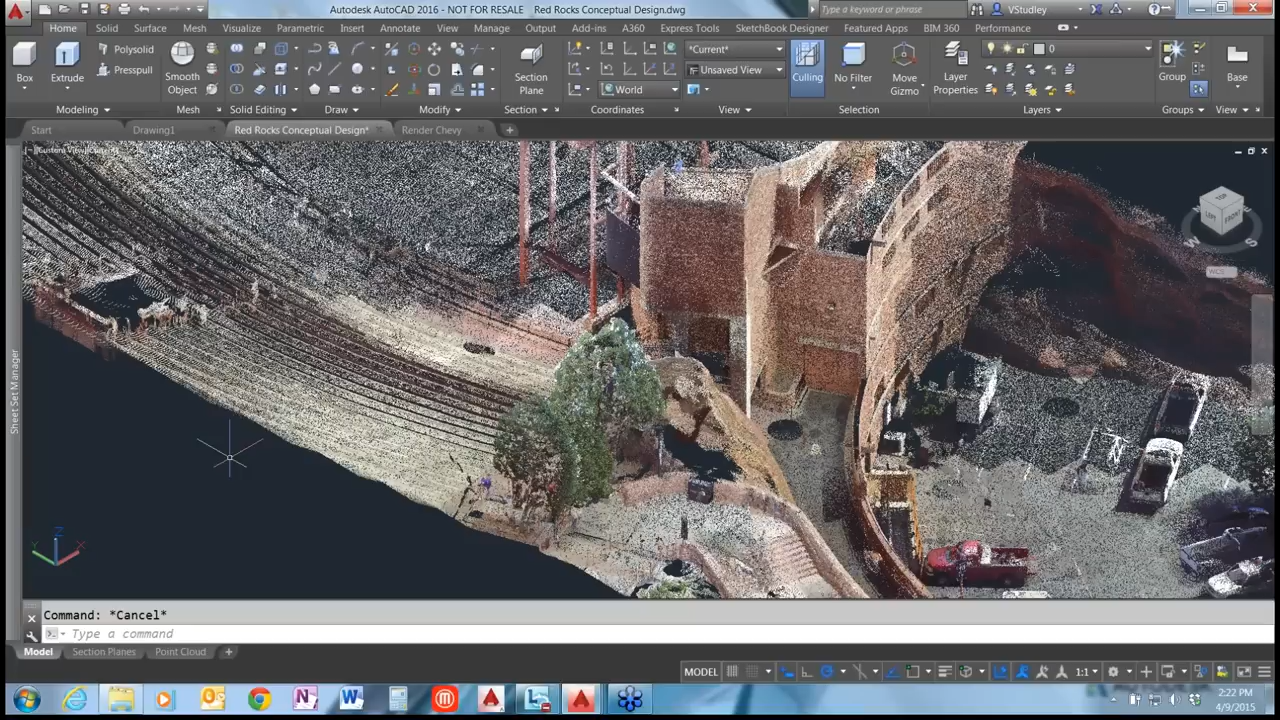 Autodesk AutoCAD 2016 - NOT FOR RESALE Red Rocks Conceptual Design.dwg
Type a keyword or phrase
VStudley
Home Solid Surface Mesh Visualize Parametric Insert Annotate View Manage Output Add-ins A360 Express Tools SketchBook Designer Featured Apps BIM 360 Performance
Box
Extrude
Polysolid
Presspull
Smooth Object
Section Plane
*Current*
Unsaved View
World
Culling
No Filter
Move Gizmo
Layer Properties
0
Group
Base
Modeling Mesh Solid Editing Draw Modify Section Coordinates View Selection Layers Groups View
Start Drawing1 Red Rocks Conceptual Design* Render Chevy
TOP
LEFT FRONT
W S
WCS
Sheet Set Manager
Z
Y X
Command: *Cancel*
Type a command
Model Section Planes Point Cloud
MODEL
1:1
2:22 PM
4/9/2015